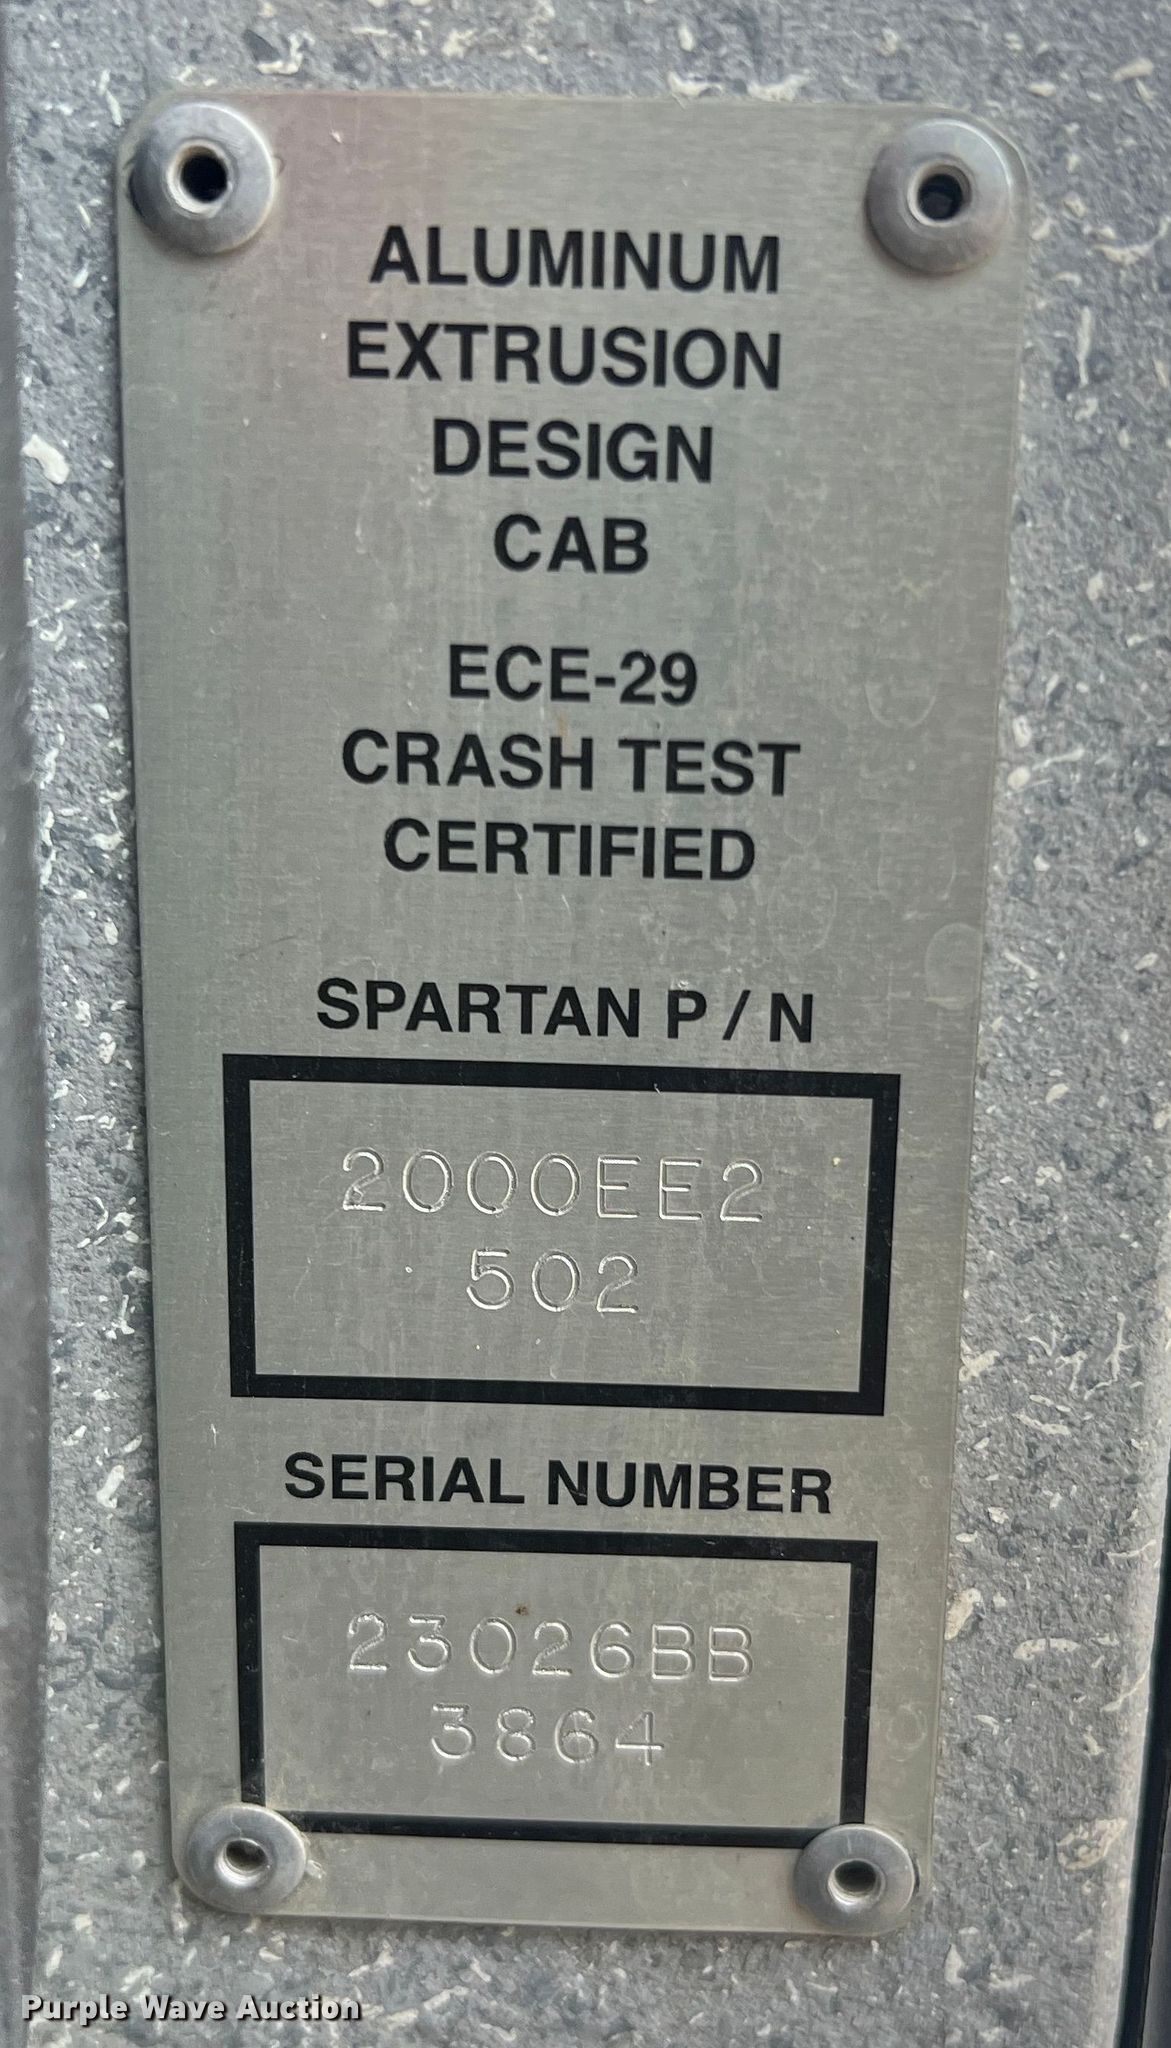 ALUMINUM
EXTRUSION
DESIGN
CAB
ECE-29
CRASH TEST
CERTIFIED
SPARTAN P / N
2000EE2
502
SERIAL NUMBER
23026BB
3864
Purple Wave Auction